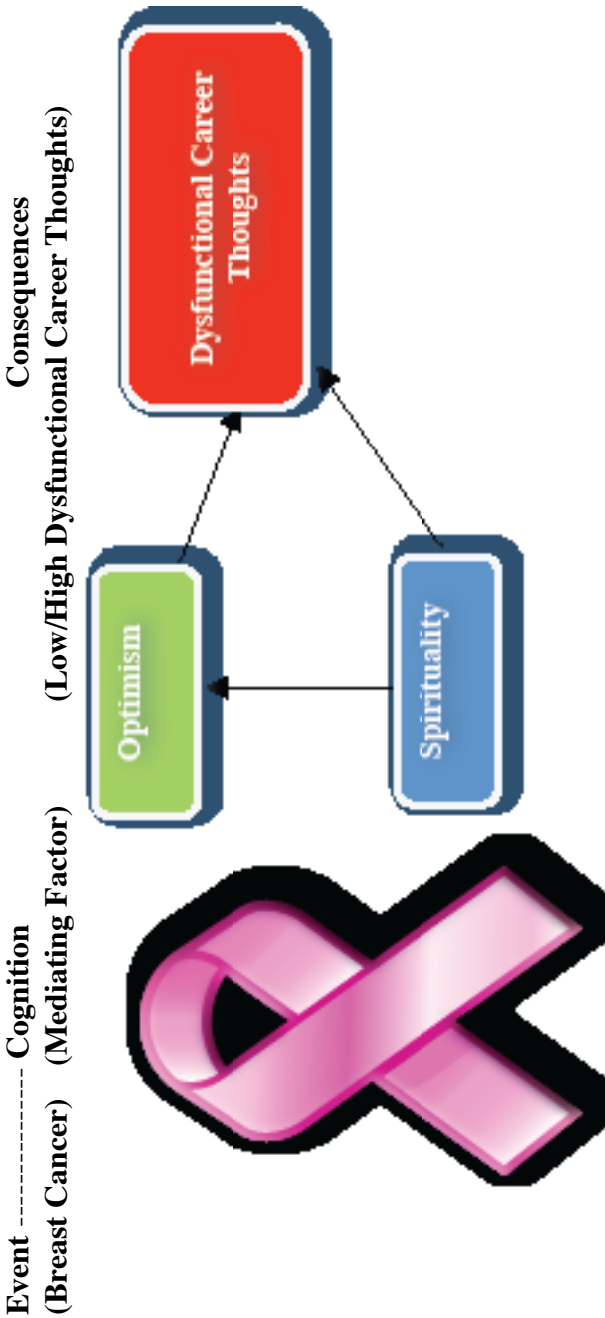 Event ---------------- Cognition
(Breast Cancer) (Mediating Factor)
Consequences
(Low/High Dysfunctional Career Thoughts)
Optimism
Spirituality
Dysfunctional Career
Thoughts